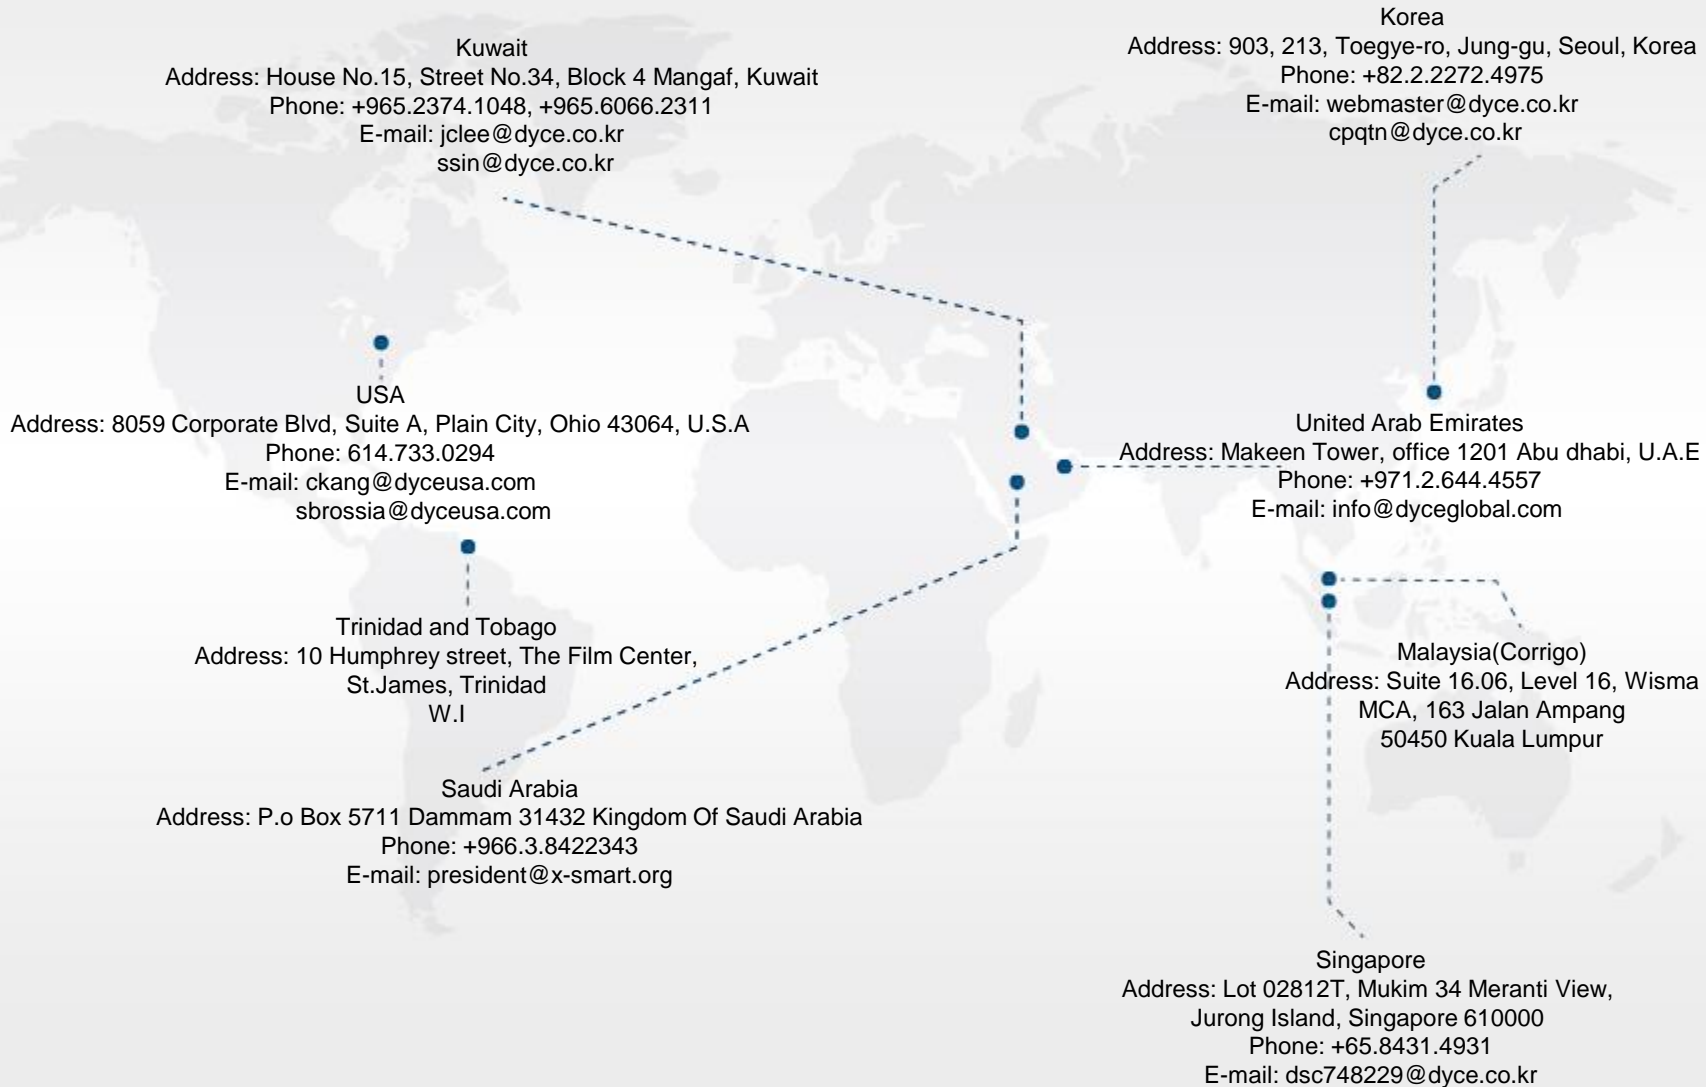 Kuwait
Address: House No.15, Street No.34, Block 4 Mangaf, Kuwait
Phone: +965.2374.1048, +965.6066.2311
E-mail: jclee@dyce.co.kr
ssin@dyce.co.kr
Korea
Address: 903, 213, Toegye-ro, Jung-gu, Seoul, Korea
Phone: +82.2.2272.4975
E-mail: webmaster@dyce.co.kr
cpqtn@dyce.co.kr
USA
Address: 8059 Corporate Blvd, Suite A, Plain City, Ohio 43064, U.S.A
Phone: 614.733.0294
E-mail: ckang@dyceusa.com
sbrossia@dyceusa.com
United Arab Emirates
Address: Makeen Tower, office 1201 Abu dhabi, U.A.E
Phone: +971.2.644.4557
E-mail: info@dyceglobal.com
Trinidad and Tobago
Address: 10 Humphrey street, The Film Center,
St.James, Trinidad
W.I
Malaysia(Corrigo)
Address: Suite 16.06, Level 16, Wisma
MCA, 163 Jalan Ampang
50450 Kuala Lumpur
Saudi Arabia
Address: P.o Box 5711 Dammam 31432 Kingdom Of Saudi Arabia
Phone: +966.3.8422343
E-mail: president@x-smart.org
Singapore
Address: Lot 02812T, Mukim 34 Meranti View,
Jurong Island, Singapore 610000
Phone: +65.8431.4931
E-mail: dsc748229@dyce.co.kr